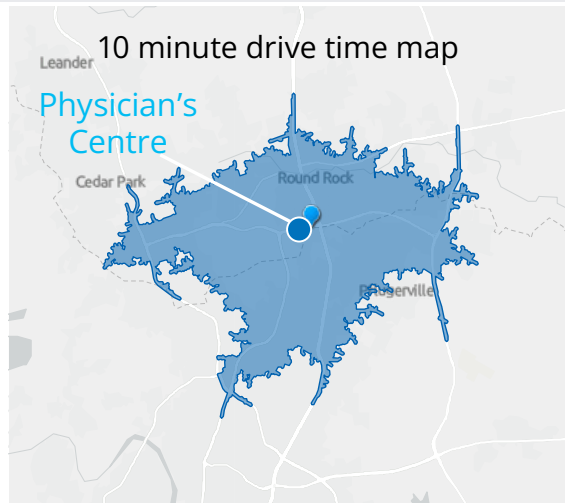 10 minute drive time map
Leander
Physician's
Centre
Cedar Park
Round Rock
Pflugerville